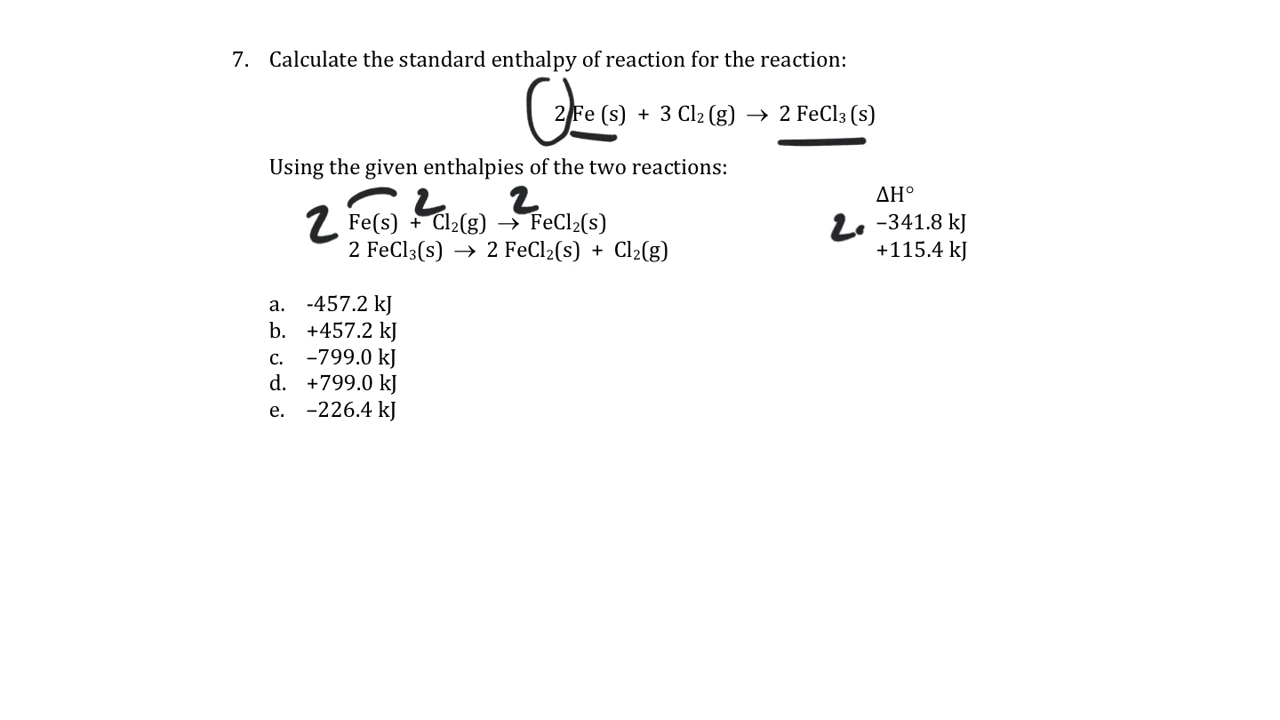 7. Calculate the standard enthalpy of reaction for the reaction:
2 Fe (s) + 3 Cl₂ (g) → 2 FeCl₃ (s)
Using the given enthalpies of the two reactions:
ΔH°
2 Fe(s) + 2 Cl₂(g) → 2 FeCl₂(s) 2. −341.8 kJ
2 FeCl₃(s) → 2 FeCl₂(s) + Cl₂(g) +115.4 kJ
a. -457.2 kJ
b. +457.2 kJ
c. −799.0 kJ
d. +799.0 kJ
e. −226.4 kJ